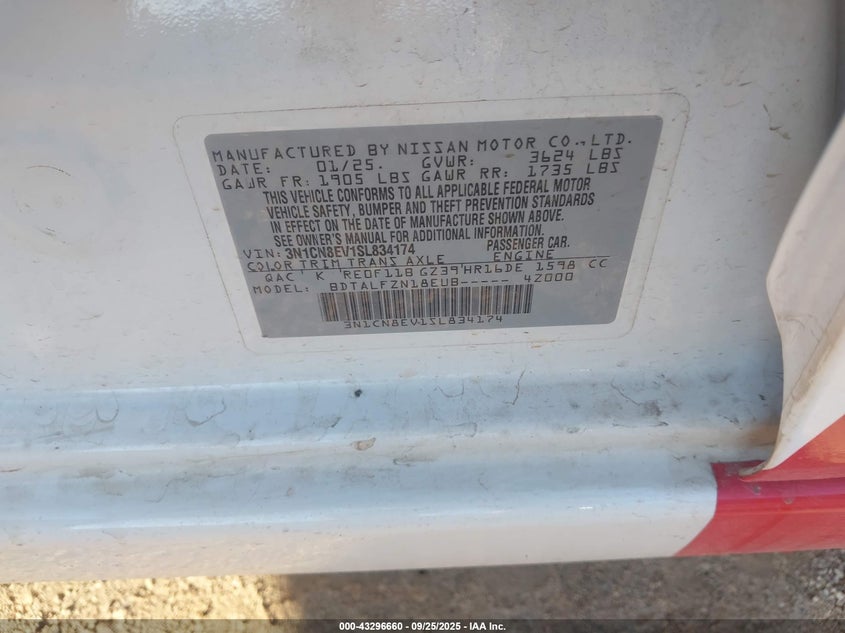 MANUFACTURED BY NISSAN MOTOR CO.,LTD.
DATE: 01/25. GVWR: 3624 LBS
GAWR FR: 1905 LBS GAWR RR: 1735 LBS
THIS VEHICLE CONFORMS TO ALL APPLICABLE FEDERAL MOTOR
VEHICLE SAFETY, BUMPER AND THEFT PREVENTION STANDARDS
IN EFFECT ON THE DATE OF MANUFACTURE SHOWN ABOVE.
SEE OWN'S MANUAL FOR ADDITIONAL INFORMATION.
VIN: 3N1CN8EV1SL834174 PASSENGER CAR.
COLOR TRIM TRANS AXLE ENGINE
QAC' K 'RE0F11B GZ39'HR16DE 1598 CC
MODEL: BDTALFZN18EUB----- 4Z000
3N1CN8EV1SL834174
000-43296660 - 09/25/2025 - IAA Inc.